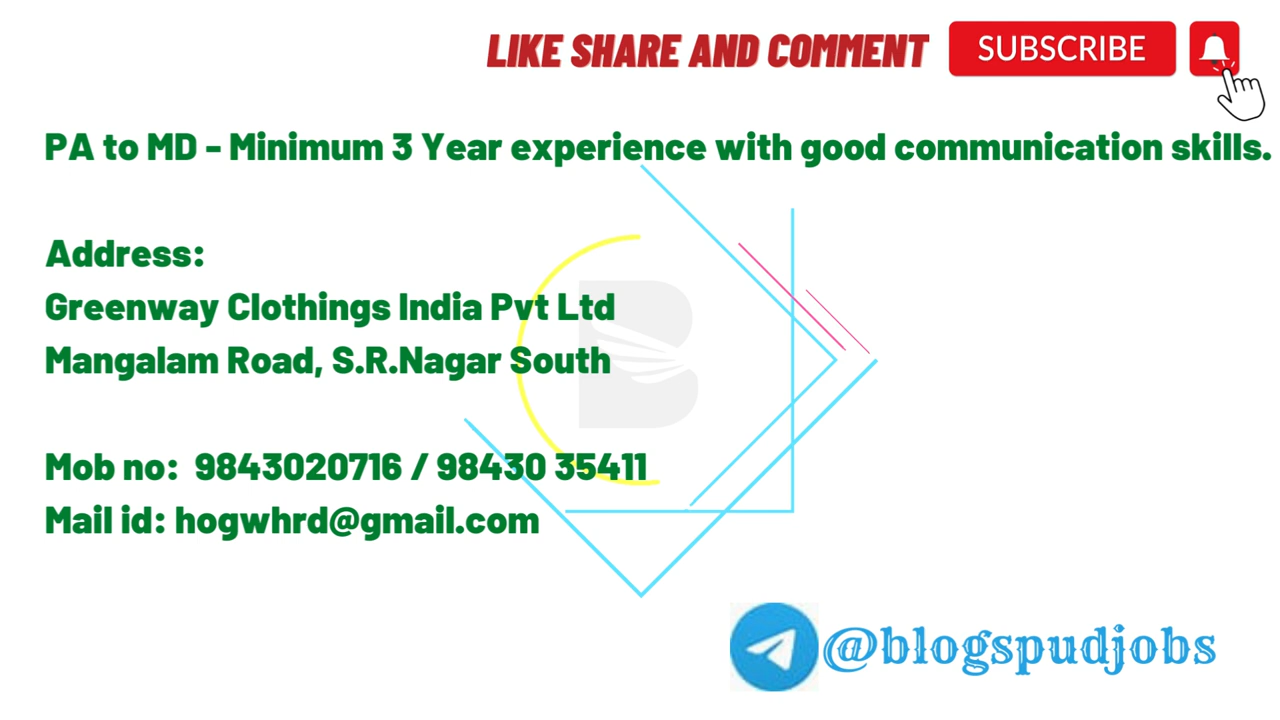 LIKE SHARE AND COMMENT SUBSCRIBE
PA to MD - Minimum 3 Year experience with good communication skills.
Address:
Greenway Clothings India Pvt Ltd
Mangalam Road, S.R.Nagar South
Mob no: 9843020716 / 98430 35411
Mail id: hogwhrd@gmail.com
@blogspudjobs